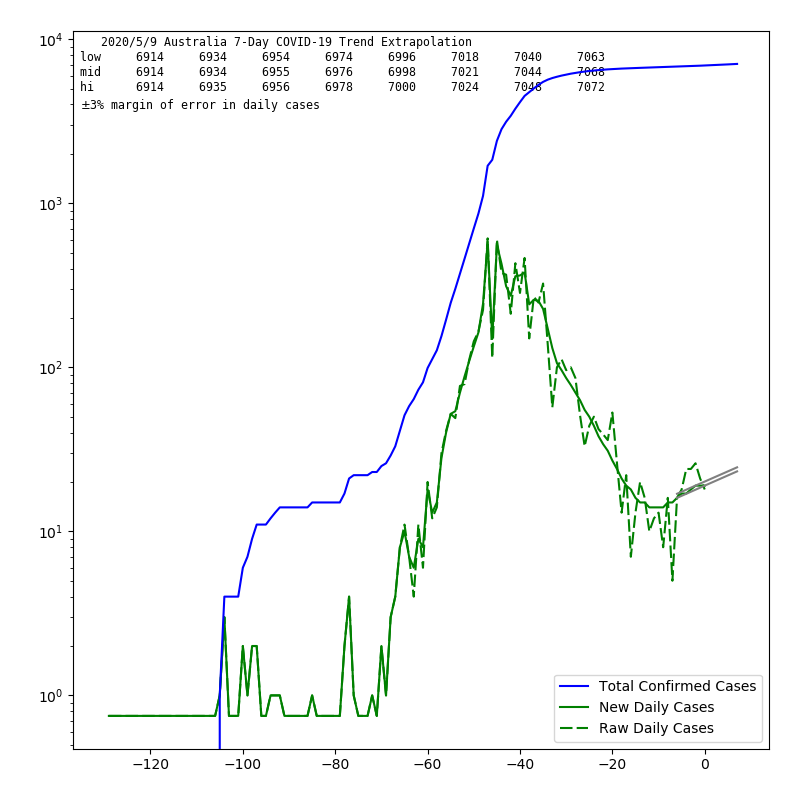 2020/5/9 Australia 7-Day COVID-19 Trend Extrapolation
low 6914 6934 6954 6974 6996 7018 7040 7063
mid 6914 6934 6955 6976 6998 7021 7044 7068
hi 6914 6935 6956 6978 7000 7024 7048 7072
±3% margin of error in daily cases
10⁴
10³
10²
10¹
10⁰
Total Confirmed Cases
New Daily Cases
Raw Daily Cases
−120 −100 −80 −60 −40 −20 0